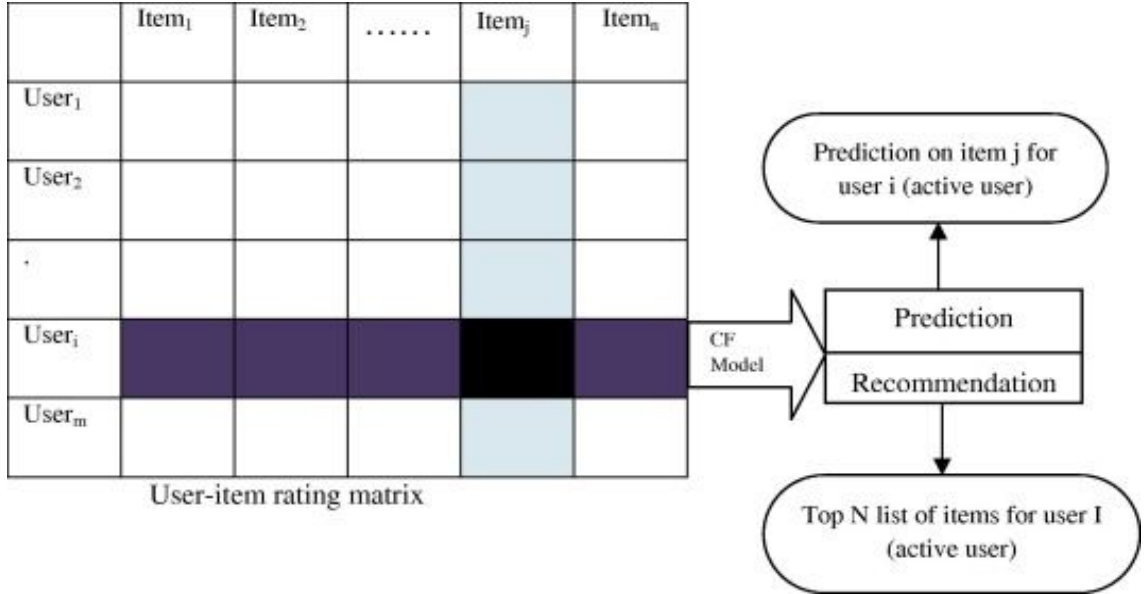 Item₁ Item₂ ...... Itemⱼ Itemₙ
User₁
User₂
.
Userᵢ
Userₘ
User-item rating matrix
CF
Model
Prediction on item j for
user i (active user)
Prediction
Recommendation
Top N list of items for user I
(active user)